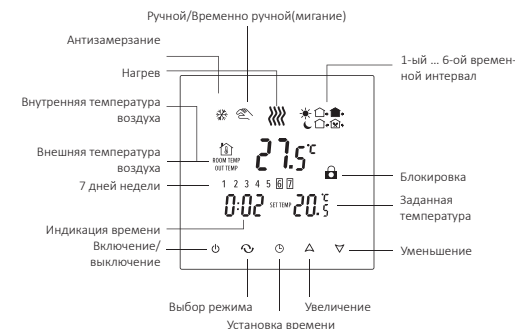 Ручной/Временно ручной(мигание)
Антизамерзание
Нагрев
1-ый ... 6-ой времен-
ной интервал
Внутренняя температура
воздуха
Внешняя температура
воздуха
7 дней недели
Индикация времени
Включение/
выключение
27.5°C
ROOM TEMP
OUT TEMP
1 2 3 4 5 6 7
0:02 SET TEMP 20.5°C
Блокировка
Заданная
температура
Уменьшение
Выбор режима
Увеличение
Установка времени